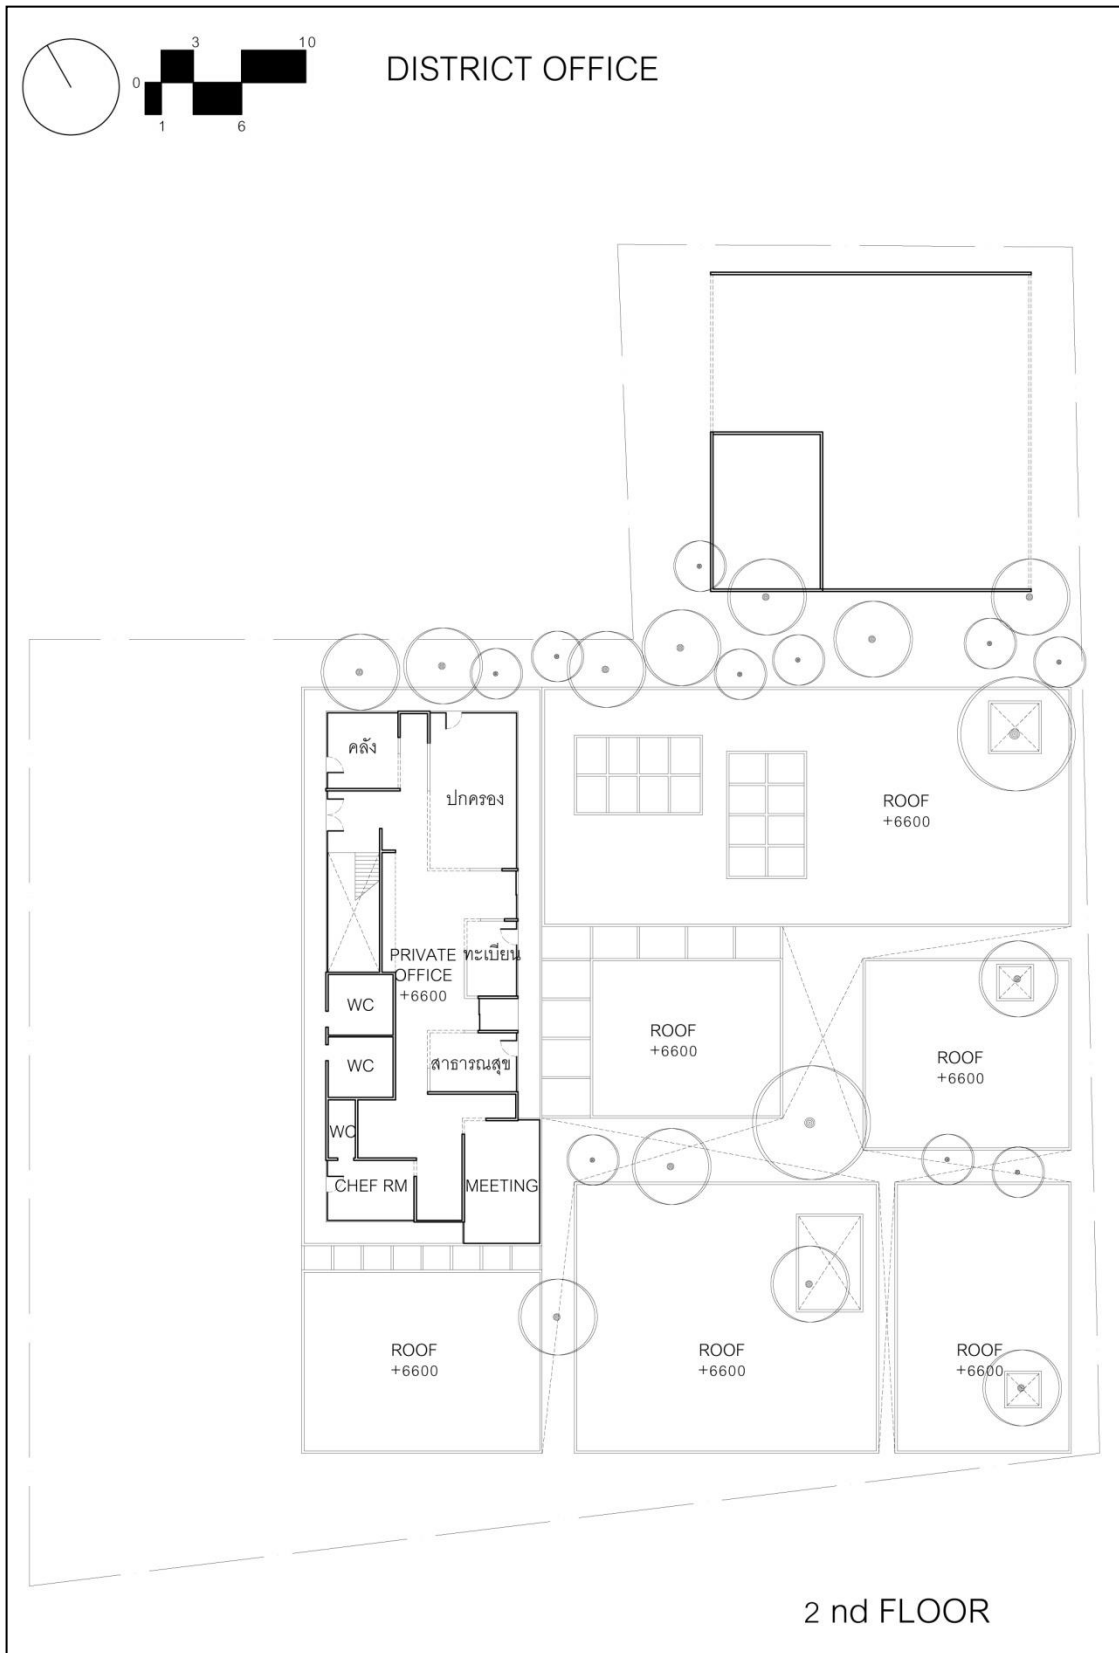 3 10
0
1 6
DISTRICT OFFICE
คลัง
ปกครอง
ROOF
+6600
PRIVATE
OFFICE
+6600
ทะเบียน
WC
ROOF
+6600
ROOF
+6600
WC
สาธารณสุข
WC
CHEF RM
MEETING
ROOF
+6600
ROOF
+6600
ROOF
+6600
2 nd FLOOR